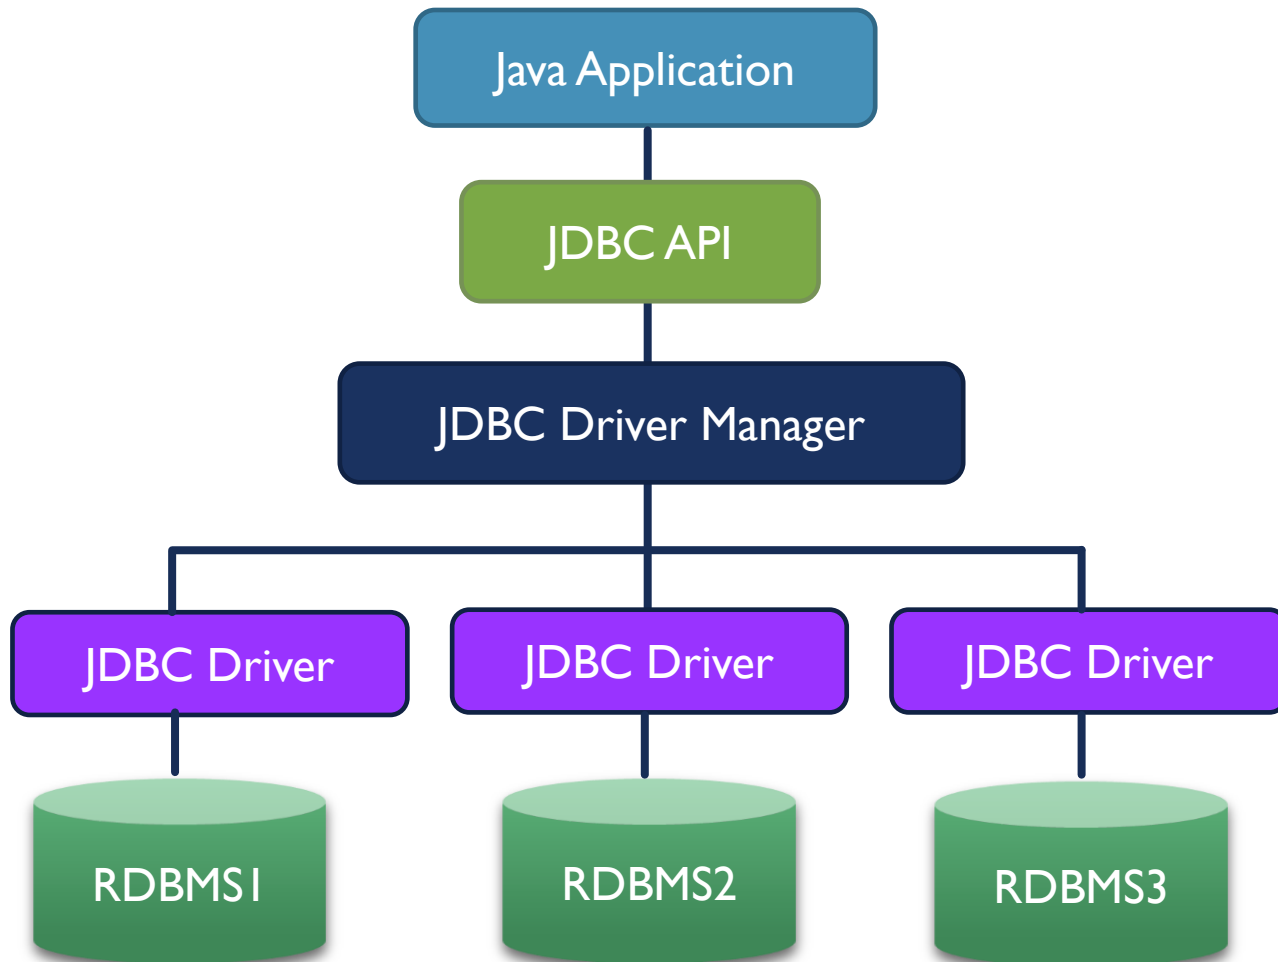 Java Application
JDBC API
JDBC Driver Manager
JDBC Driver
JDBC Driver
JDBC Driver
RDBMS1
RDBMS2
RDBMS3